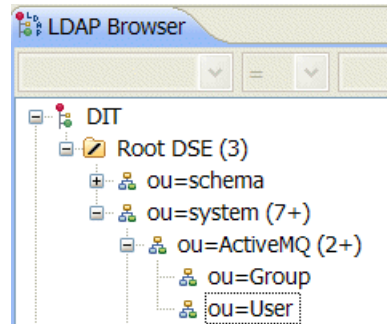 LDAP Browser
=
DIT
Root DSE (3)
ou=schema
ou=system (7+)
ou=ActiveMQ (2+)
ou=Group
ou=User